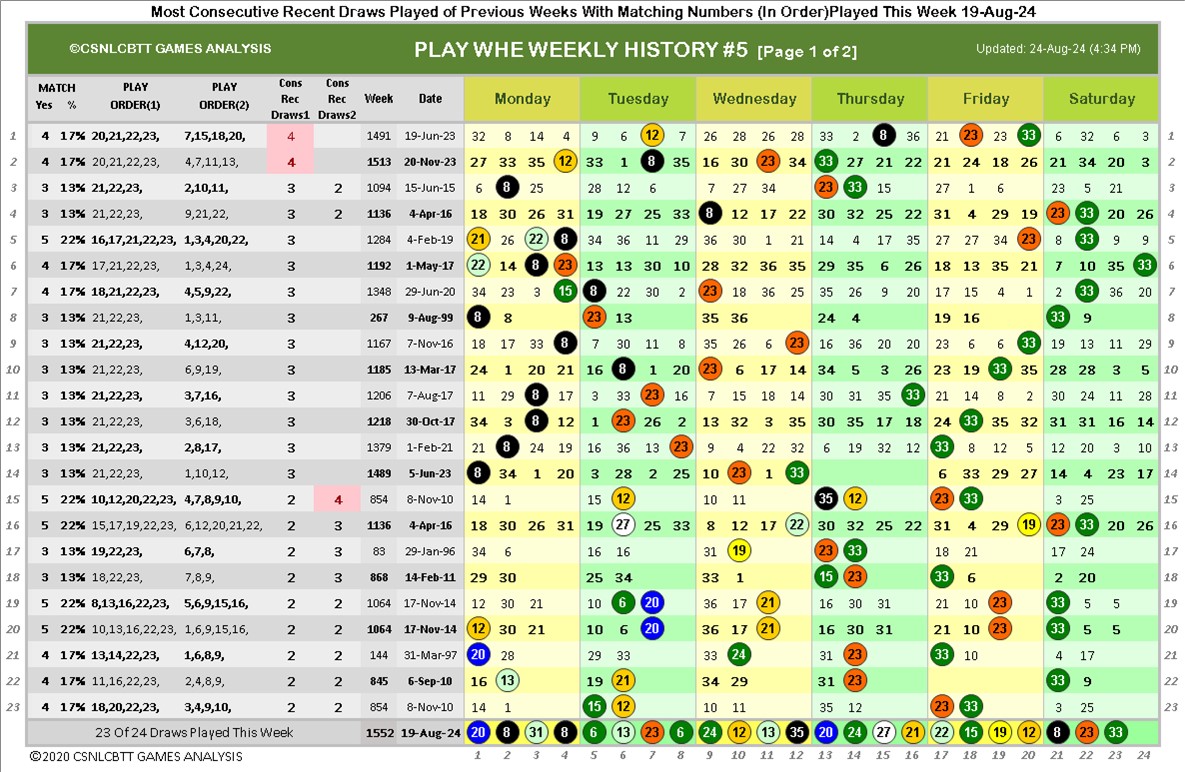 Most Consecutive Recent Draws Played of Previous Weeks With Matching Numbers (In Order)Played This Week 19-Aug-24
©CSNLCBTT GAMES ANALYSIS PLAY WHE WEEKLY HISTORY #5 [Page 1 of 2] Updated: 24-Aug-24 (4:34 PM)
MATCH Yes % PLAY ORDER(1) PLAY ORDER(2) Cons Rec Draws1 Cons Rec Draws2 Week Date Monday Tuesday Wednesday Thursday Friday Saturday
1 4 17% 20,21,22,23, 7,15,18,20, 4 1491 19-Jun-23 32 8 14 4 9 6 12 7 26 28 26 28 33 2 8 36 21 23 23 33 6 32 6 3 1
2 4 17% 20,21,22,23, 4,7,11,13, 4 1513 20-Nov-23 27 33 35 12 33 1 8 35 16 30 23 34 33 27 21 22 21 24 18 26 21 34 20 3 2
3 3 13% 21,22,23, 2,10,11, 3 2 1094 15-Jun-15 6 8 25 28 12 6 7 27 34 23 33 15 27 1 6 23 5 21 3
4 3 13% 21,22,23, 9,21,22, 3 2 1136 4-Apr-16 18 30 26 31 19 27 25 33 8 12 17 22 30 32 25 22 31 4 29 19 23 33 20 26 4
5 5 22% 16,17,21,22,23, 1,3,4,20,22, 3 1284 4-Feb-19 21 26 22 8 34 36 11 29 36 30 1 21 14 4 17 35 27 27 34 23 8 33 9 9 5
6 4 17% 17,21,22,23, 1,3,4,24, 3 1192 1-May-17 22 14 8 23 13 13 30 10 28 32 36 35 29 35 6 26 18 13 35 21 7 10 35 33 6
7 4 17% 18,21,22,23, 4,5,9,22, 3 1348 29-Jun-20 34 23 3 15 8 22 30 2 23 18 36 25 35 26 9 20 17 15 4 1 2 33 36 20 7
8 3 13% 21,22,23, 1,3,11, 3 267 9-Aug-99 8 8 23 13 35 36 24 4 19 16 33 9 8
9 3 13% 21,22,23, 4,12,20, 3 1167 7-Nov-16 18 17 33 8 7 30 11 8 35 26 6 23 16 36 20 20 23 6 6 33 19 13 11 29 9
10 3 13% 21,22,23, 6,9,19, 3 1185 13-Mar-17 24 1 20 21 16 8 1 20 23 6 17 14 34 5 3 26 23 19 33 35 28 28 3 5 10
11 3 13% 21,22,23, 3,7,16, 3 1206 7-Aug-17 11 29 8 17 3 33 23 16 7 15 18 14 30 31 35 33 21 14 8 2 30 24 11 28 11
12 3 13% 21,22,23, 3,6,18, 3 1218 30-Oct-17 34 3 8 12 1 23 26 2 13 32 3 35 30 35 17 18 24 33 35 32 31 31 16 14 12
13 3 13% 21,22,23, 2,8,17, 3 1379 1-Feb-21 21 8 24 19 16 36 13 23 9 4 22 32 6 19 32 12 33 8 12 5 12 20 3 10 13
14 3 13% 21,22,23, 1,10,12, 3 1489 5-Jun-23 8 34 1 20 3 28 2 25 10 23 1 33 6 33 29 27 14 4 23 17 14
15 5 22% 10,12,20,22,23, 4,7,8,9,10, 2 4 854 8-Nov-10 14 1 15 12 10 11 35 12 23 33 3 25 15
16 5 22% 15,17,19,22,23, 6,12,20,21,22, 2 3 1136 4-Apr-16 18 30 26 31 19 27 25 33 8 12 17 22 30 32 25 22 31 4 29 19 23 33 20 26 16
17 3 13% 19,22,23, 6,7,8, 2 3 83 29-Jan-96 34 6 16 16 31 19 23 33 18 21 17 24 17
18 3 13% 18,22,23, 7,8,9, 2 3 868 14-Feb-11 29 30 25 34 33 1 15 23 33 6 2 20 18
19 5 22% 8,13,16,22,23, 5,6,9,15,16, 2 2 1064 17-Nov-14 12 30 21 10 6 20 36 17 21 16 30 31 21 10 23 33 5 5 19
20 5 22% 10,13,16,22,23, 1,6,9,15,16, 2 2 1064 17-Nov-14 12 30 21 10 6 20 36 17 21 16 30 31 21 10 23 33 5 5 20
21 17% 13,14,22,23, 1,6,8,9, 2 2 144 31-Mar-97 20 28 29 33 33 24 31 23 33 10 4 17 21
22 4 17% 11,16,22,23, 2,4,8,9, 2 2 845 6-Sep-10 16 13 19 21 34 29 31 23 33 9 22
23 4 17% 18,20,22,23, 3,4,9,10, 2 2 854 8-Nov-10 14 1 15 12 10 11 35 12 23 33 3 25 23
23 Of 24 Draws Played This Week 1552 19-Aug-24 20 8 31 8 6 13 23 6 24 12 13 35 20 24 27 21 22 15 19 12 8 23 33
©2020 CSNLCBTT GAMES ANALYSIS 1 2 3 4 5 6 7 8 9 10 11 12 13 14 15 16 17 18 19 20 21 22 23 24